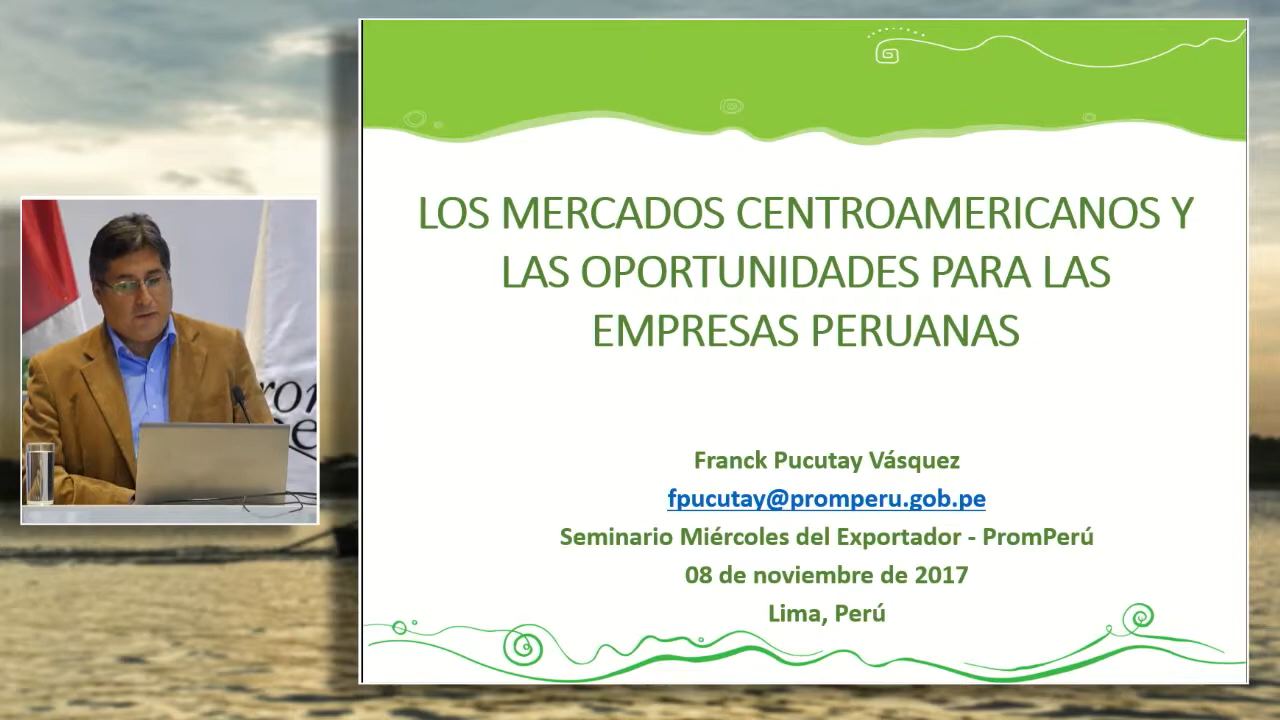 LOS MERCADOS CENTROAMERICANOS Y
LAS OPORTUNIDADES PARA LAS
EMPRESAS PERUANAS
Franck Pucutay Vásquez
fpucutay@promperu.gob.pe
Seminario Miércoles del Exportador - PromPerú
08 de noviembre de 2017
Lima, Perú